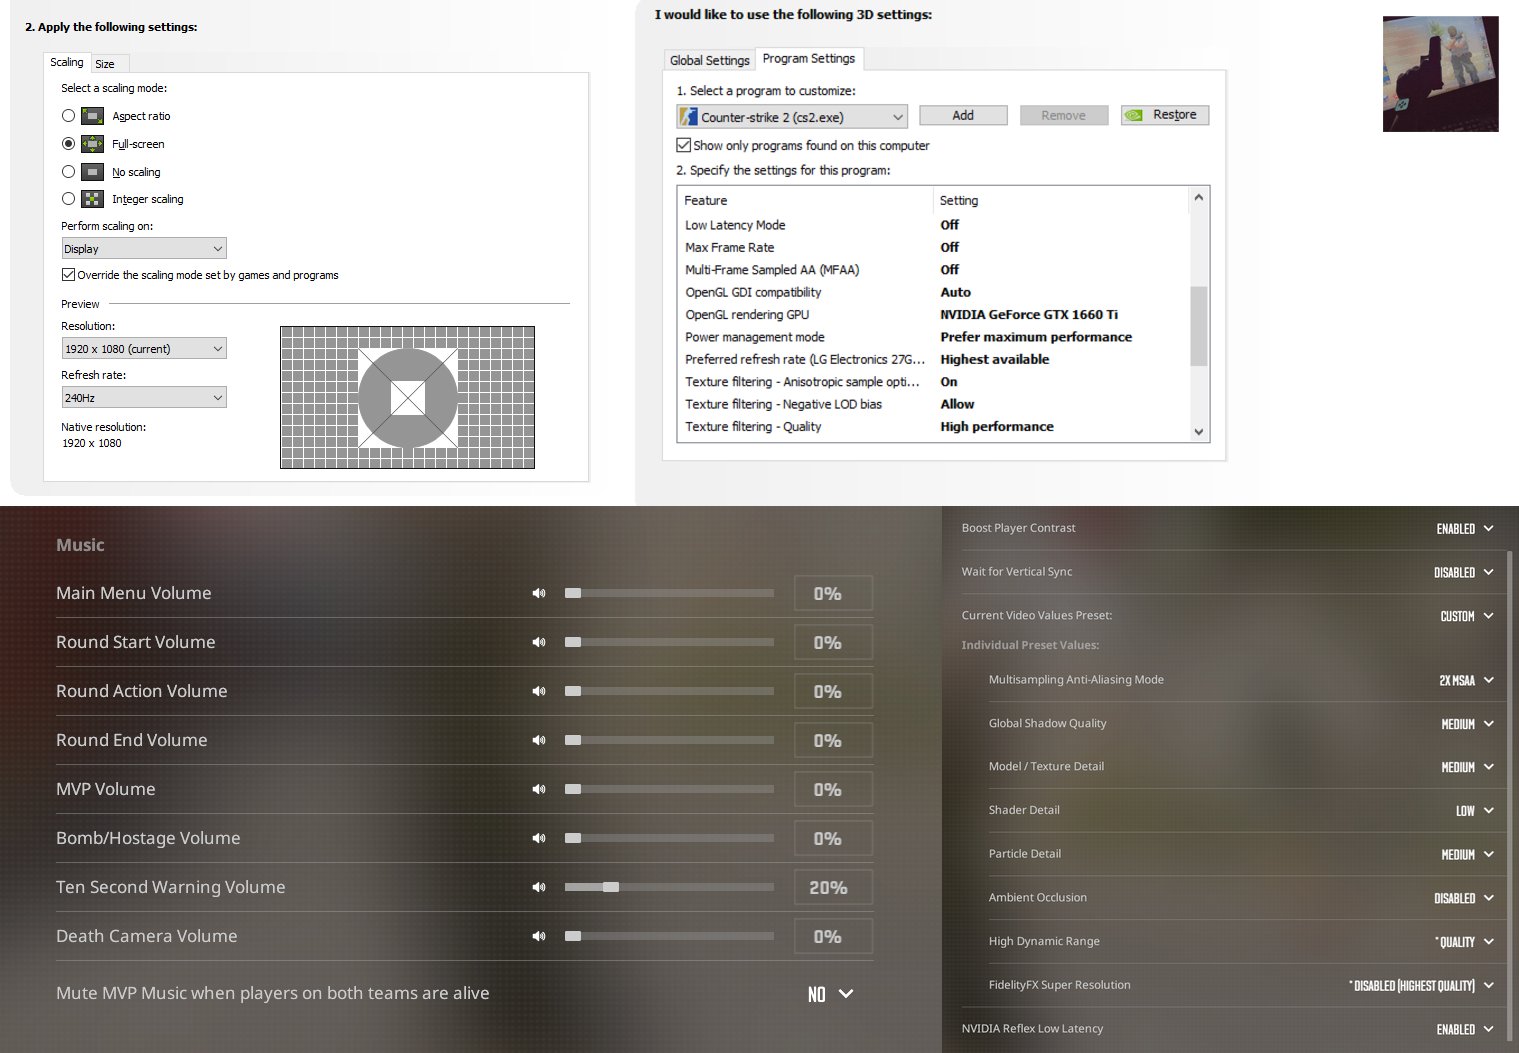 2. Apply the following settings:
Scaling
Size
Select a scaling mode:
Aspect ratio
Full-screen
No scaling
Integer scaling
Perform scaling on:
Display
Override the scaling mode set by games and programs
Preview
Resolution:
1920 x 1080 (current)
Refresh rate:
240Hz
Native resolution:
1920 x 1080
I would like to use the following 3D settings:
Global Settings
Program Settings
1. Select a program to customize:
Counter-strike 2 (cs2.exe)
Add
Remove
Restore
Show only programs found on this computer
2. Specify the settings for this program:
Feature Setting
Low Latency Mode Off
Max Frame Rate Off
Multi-Frame Sampled AA (MFAA) Off
OpenGL GDI compatibility Auto
OpenGL rendering GPU NVIDIA GeForce GTX 1660 Ti
Power management mode Prefer maximum performance
Preferred refresh rate (LG Electronics 27G... Highest available
Texture filtering - Anisotropic sample opti... On
Texture filtering - Negative LOD bias Allow
Texture filtering - Quality High performance
Music
Main Menu Volume 0%
Round Start Volume 0%
Round Action Volume 0%
Round End Volume 0%
MVP Volume 0%
Bomb/Hostage Volume 0%
Ten Second Warning Volume 20%
Death Camera Volume 0%
Mute MVP Music when players on both teams are alive NO
Boost Player Contrast ENABLED
Wait for Vertical Sync DISABLED
Current Video Values Preset: CUSTOM
Individual Preset Values:
Multisampling Anti-Aliasing Mode 2X MSAA
Global Shadow Quality MEDIUM
Model / Texture Detail MEDIUM
Shader Detail LOW
Particle Detail MEDIUM
Ambient Occlusion DISABLED
High Dynamic Range * QUALITY
FidelityFX Super Resolution * DISABLED (HIGHEST QUALITY)
NVIDIA Reflex Low Latency ENABLED